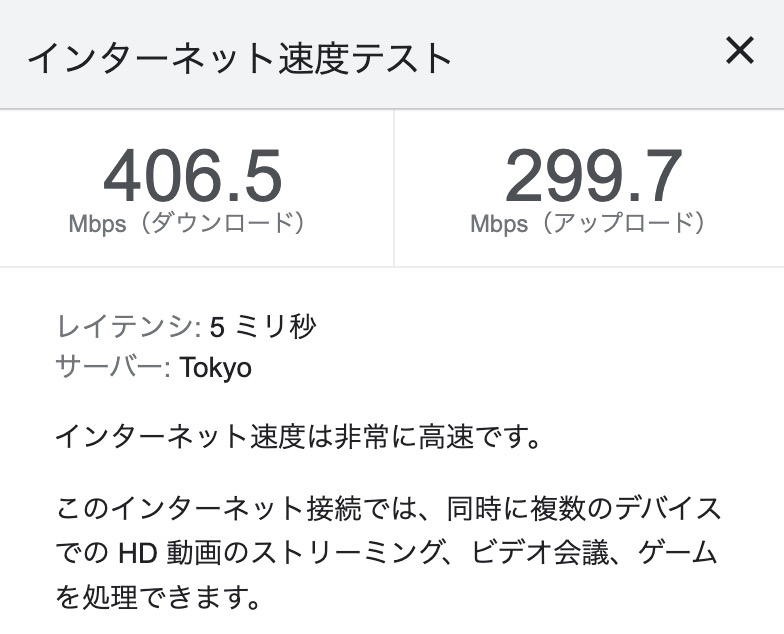 インターネット速度テスト
406.5
Mbps（ダウンロード）
299.7
Mbps（アップロード）
レイテンシ: 5 ミリ秒
サーバー: Tokyo
インターネット速度は非常に高速です。
このインターネット接続では、同時に複数のデバイス
での HD 動画のストリーミング、ビデオ会議、ゲーム
を処理できます。